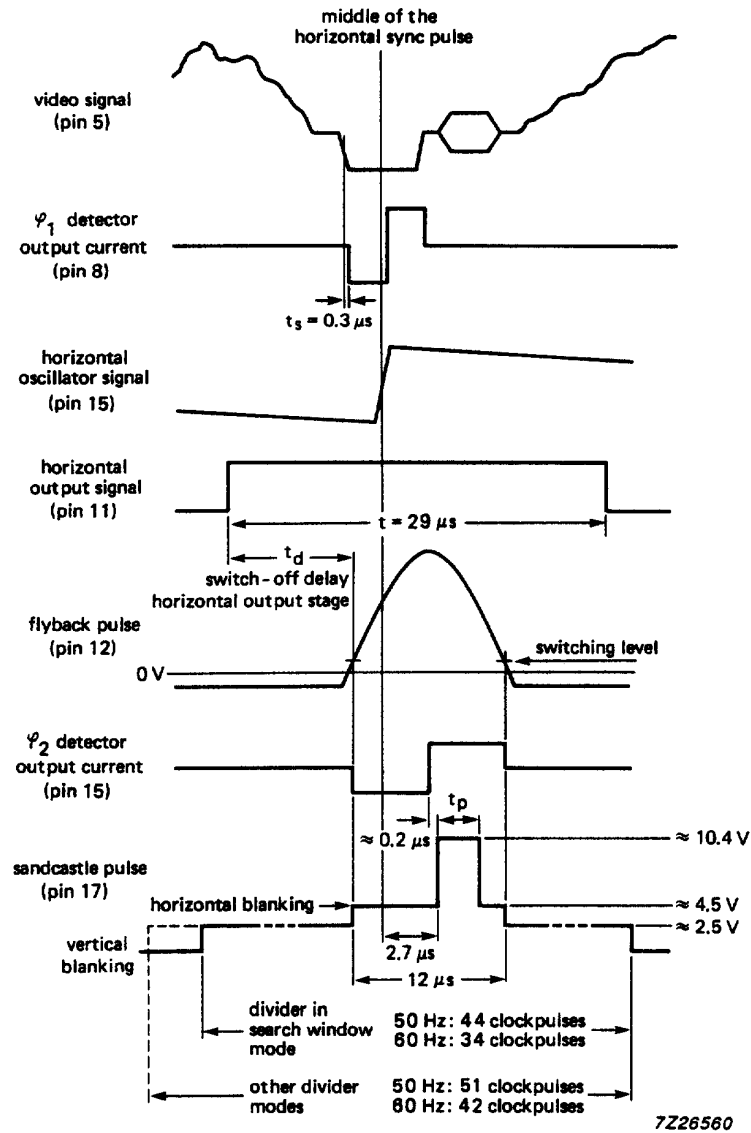 middle of the
horizontal sync pulse
video signal
(pin 5)
φ1 detector
output current
(pin 8)
ts = 0.3 μs
horizontal
oscillator signal
(pin 15)
horizontal
output signal
(pin 11)
t = 29 μs
td
switch-off delay
horizontal output stage
flyback pulse
(pin 12)
switching level
0 V
φ2 detector
output current
(pin 15)
tp
≈ 0.2 μs
≈ 10.4 V
sandcastle pulse
(pin 17)
horizontal blanking
≈ 4.5 V
≈ 2.5 V
vertical
blanking
2.7 μs
12 μs
divider in
search window
mode
50 Hz: 44 clockpulses
60 Hz: 34 clockpulses
other divider
modes
50 Hz: 51 clockpulses
60 Hz: 42 clockpulses
7Z26560